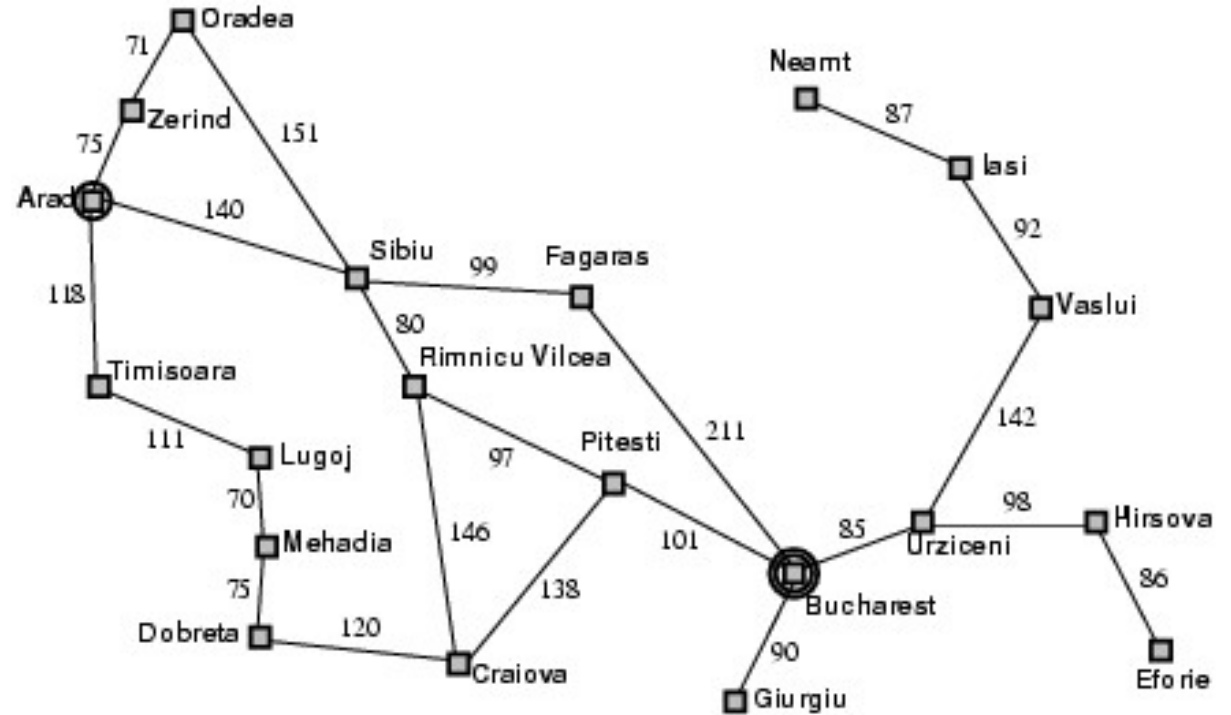 Oradea
71
Neamt
87
Zerind
75
151
Iasi
Arad
140
92
Sibiu
Fagaras
99
118
Vaslui
80
Rimnicu Vilcea
Timisoara
142
211
111
Pitesti
Lugoj
97
70
98
Hirsova
146
85
Mehadia
101
Urziceni
138
86
75
Bucharest
Dobreta
120
90
Craiova
Eforie
Giurgiu